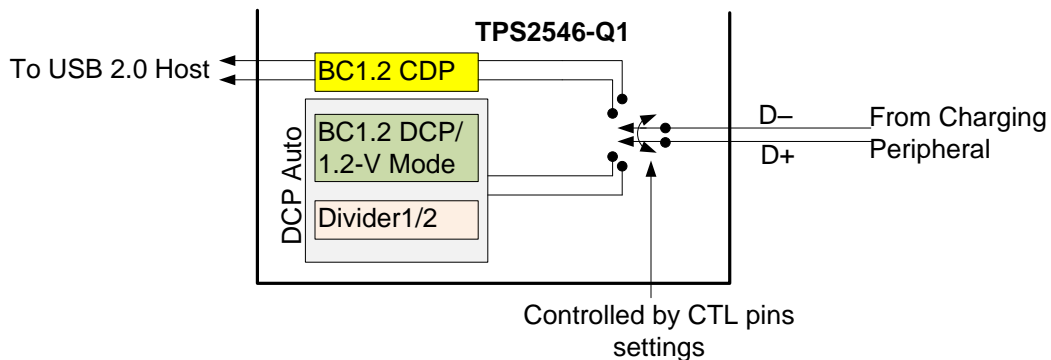 TPS2546-Q1
To USB 2.0 Host
BC1.2 CDP
DCP Auto
BC1.2 DCP/
1.2-V Mode
Divider1/2
D–
D+
From Charging
Peripheral
Controlled by CTL pins
settings